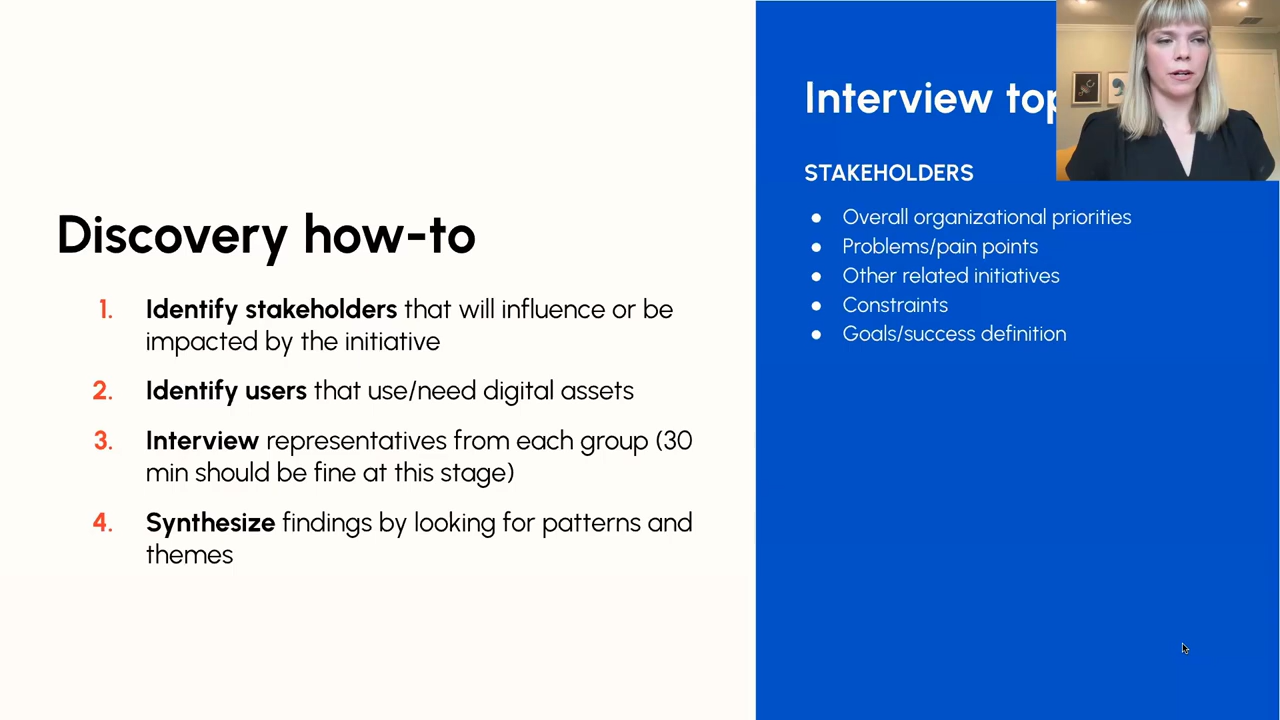 Discovery how-to
1. Identify stakeholders that will influence or be
impacted by the initiative
2. Identify users that use/need digital assets
3. Interview representatives from each group (30
min should be fine at this stage)
4. Synthesize findings by looking for patterns and
themes
Interview
STAKEHOLDERS
● Overall organizational priorities
● Problems/pain points
● Other related initiatives
● Constraints
● Goals/success definition